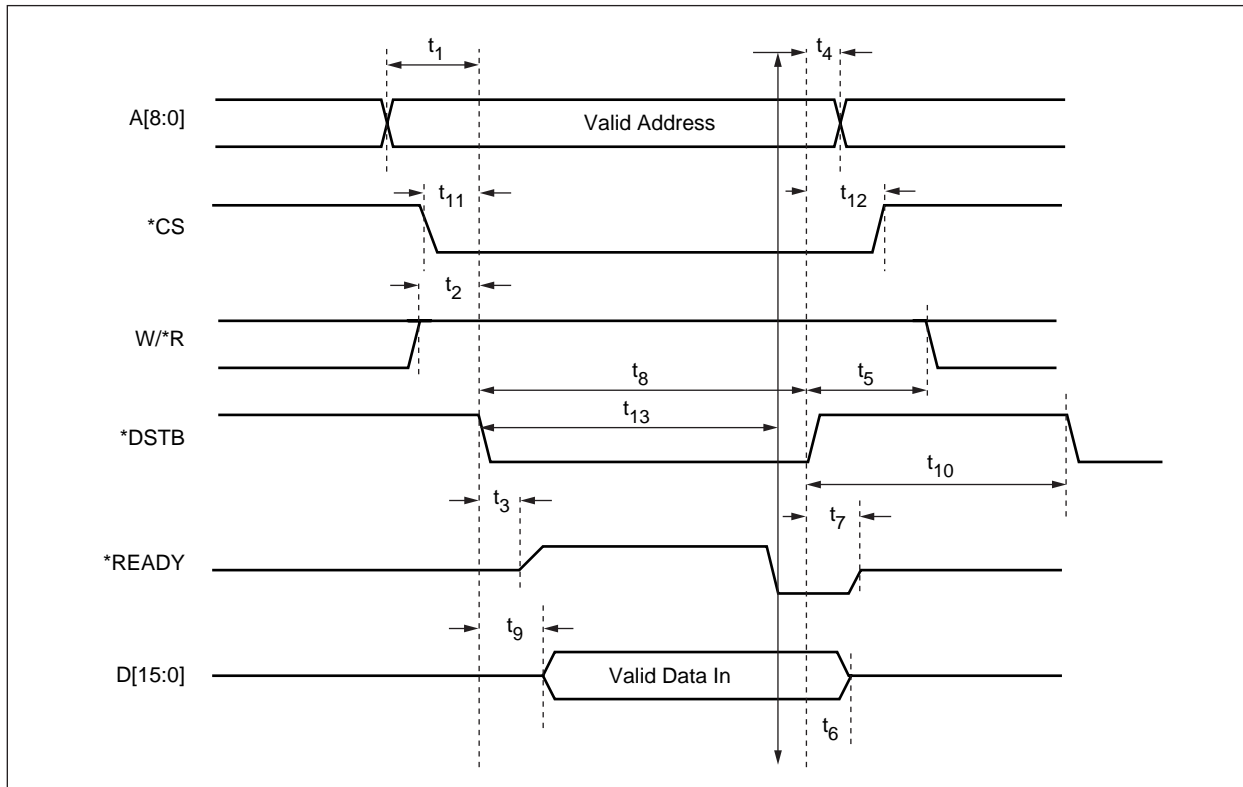 t1
t4
A[8:0]
Valid Address
t11
t12
*CS
t2
W/*R
t8
t5
t13
*DSTB
t10
t3
t7
*READY
t9
D[15:0]
Valid Data In
t6